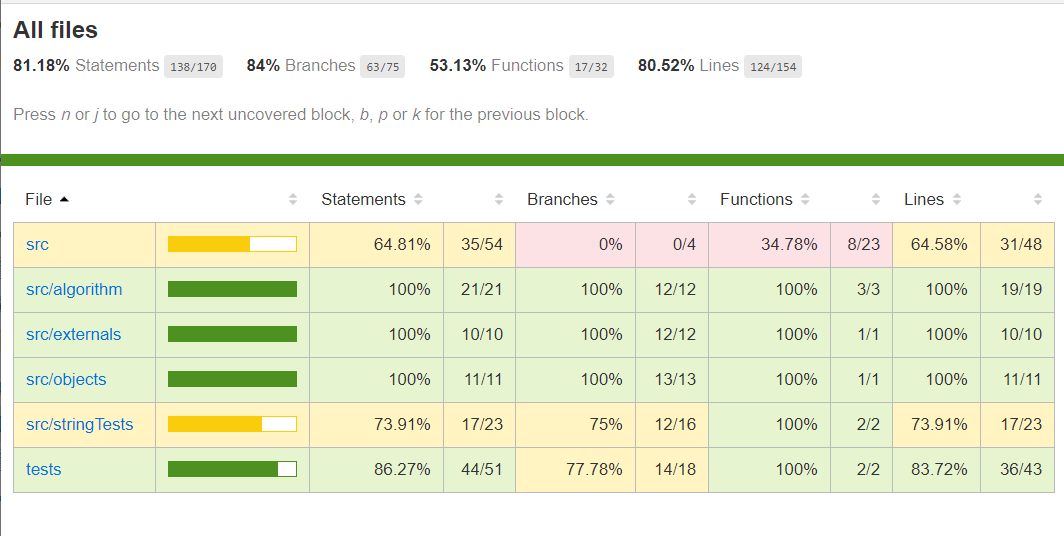 All files
81.18% Statements 138/170 84% Branches 63/75 53.13% Functions 17/32 80.52% Lines 124/154
Press n or j to go to the next uncovered block, b, p or k for the previous block.
File Statements Branches Functions Lines
src 64.81% 35/54 0% 0/4 34.78% 8/23 64.58% 31/48
src/algorithm 100% 21/21 100% 12/12 100% 3/3 100% 19/19
src/externals 100% 10/10 100% 12/12 100% 1/1 100% 10/10
src/objects 100% 11/11 100% 13/13 100% 1/1 100% 11/11
src/stringTests 73.91% 17/23 75% 12/16 100% 2/2 73.91% 17/23
tests 86.27% 44/51 77.78% 14/18 100% 2/2 83.72% 36/43